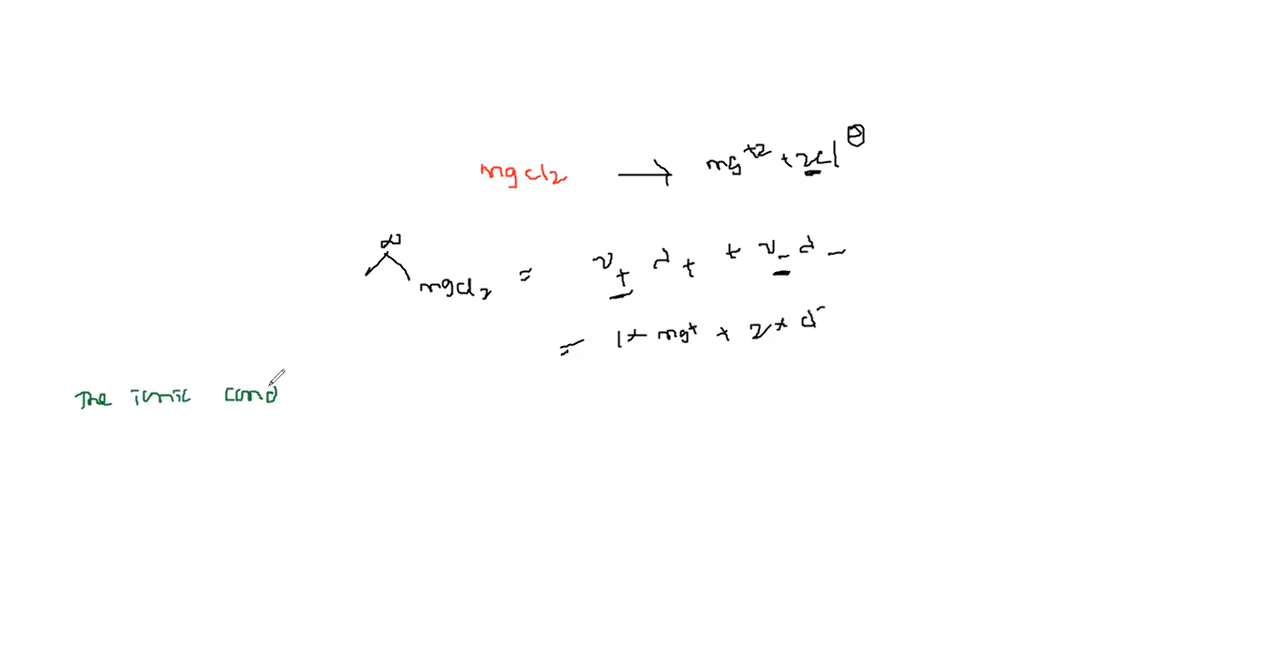 mgcl2 → mg+2 + 2cl⊖
Λ∞ mgcl2 = ν+ λ+ + ν- λ-
= 1× mg+ + 2× cl-
The ionic cond